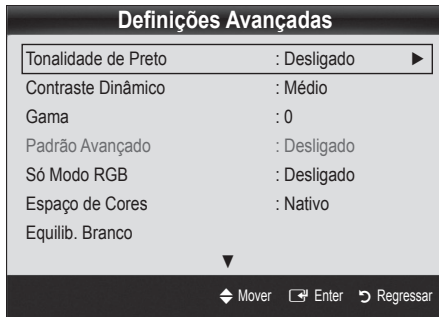 Definições Avançadas
Tonalidade de Preto : Desligado ►
Contraste Dinâmico : Médio
Gama : 0
Padrão Avançado : Desligado
Só Modo RGB : Desligado
Espaço de Cores : Nativo
Equilib. Branco
▼
Mover Enter Regressar